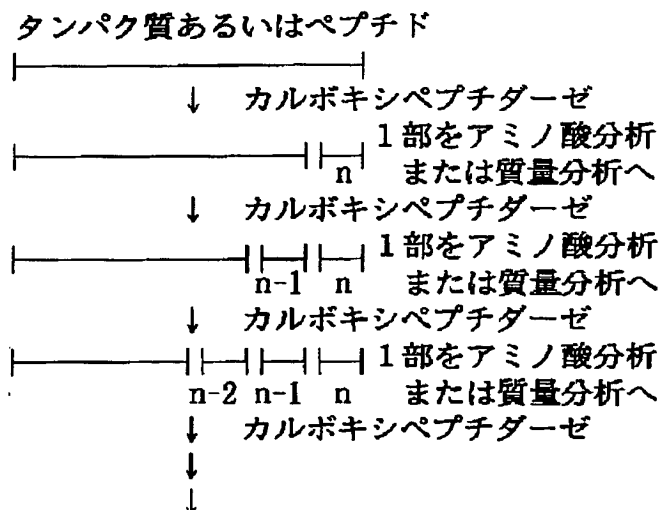 タンパク質あるいはペプチド
↓ カルボキシペプチダーゼ
1部をアミノ酸分析
n または質量分析へ
↓ カルボキシペプチダーゼ
1部をアミノ酸分析
n-1 n または質量分析へ
↓ カルボキシペプチダーゼ
1部をアミノ酸分析
n-2 n-1 n または質量分析へ
↓ カルボキシペプチダーゼ
↓
↓